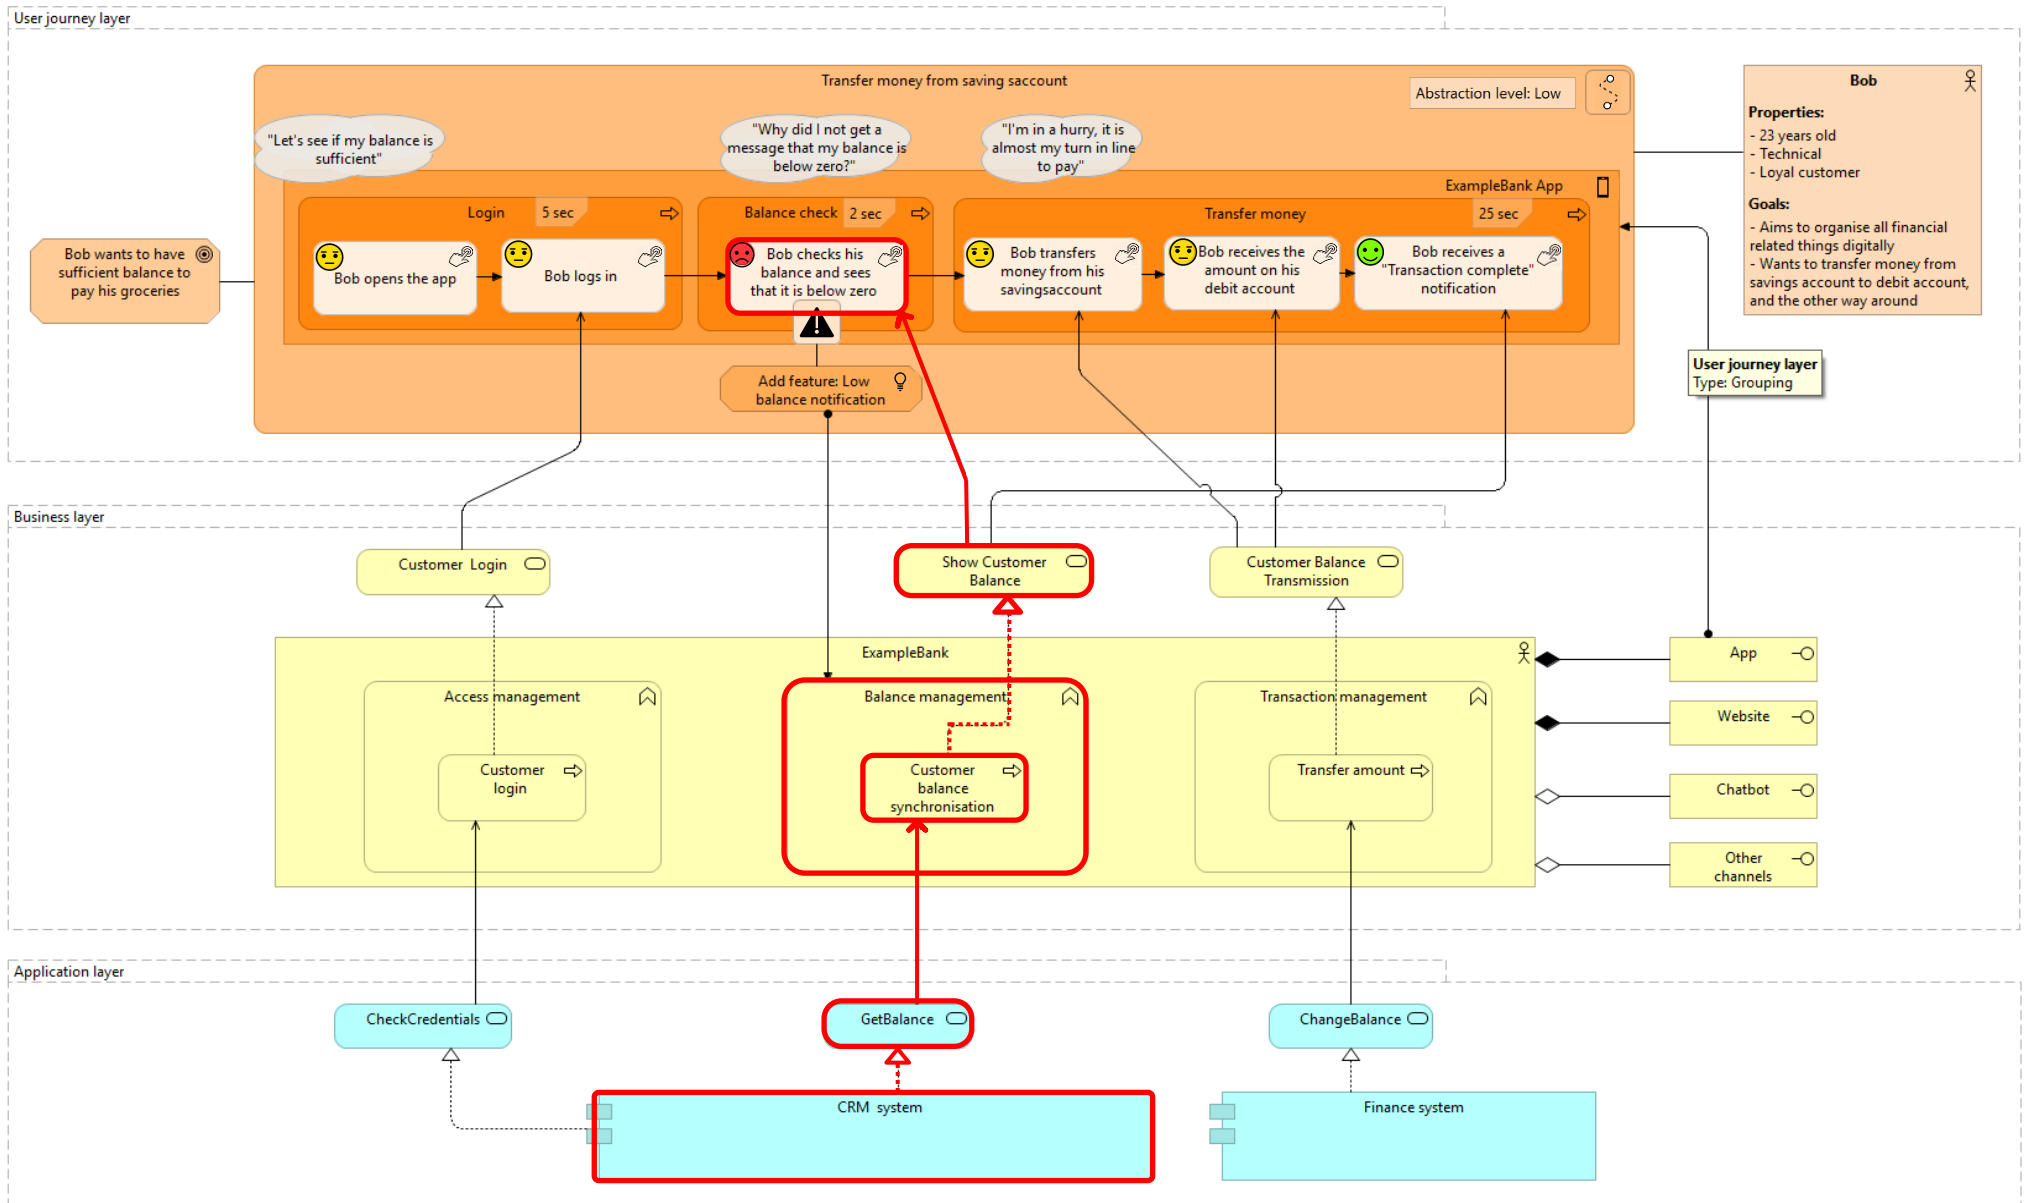 User journey layer
Transfer money from saving saccount
Abstraction level: Low
"Let's see if my balance is
sufficient"
"Why did I not get a
message that my balance is
below zero?"
"I'm in a hurry, it is
almost my turn in line
to pay"
Bob
Properties:
- 23 years old
- Technical
- Loyal customer
Goals:
- Aims to organise all financial
related things digitally
- Wants to transfer money from
savings account to debit account,
and the other way around
ExampleBank App
Login
5 sec
Balance check
2 sec
Transfer money
25 sec
Bob wants to have
sufficient balance to
pay his groceries
Bob opens the app
Bob logs in
Bob checks his
balance and sees
that it is below zero
Bob transfers
money from his
savingsaccount
Bob receives the
amount on his
debit account
Bob receives a
"Transaction complete"
notification
Add feature: Low
balance notification
User journey layer
Type: Grouping
Business layer
Customer Login
Show Customer
Balance
Customer Balance
Transmission
ExampleBank
Access management
Balance management
Transaction management
Customer
login
Customer
balance
synchronisation
Transfer amount
App
Website
Chatbot
Other
channels
Application layer
CheckCredentials
GetBalance
ChangeBalance
CRM system
Finance system